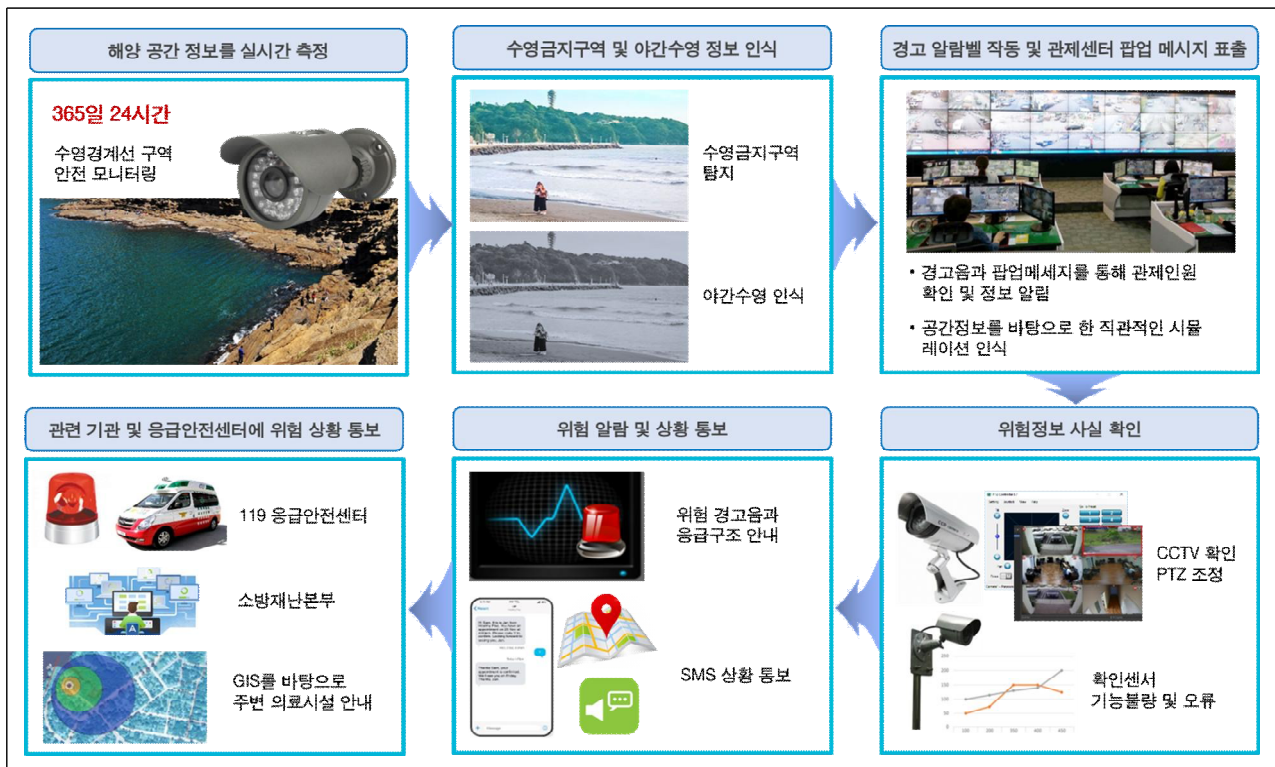 해양 공간 정보를 실시간 측정
365일 24시간
수영경계선 구역
안전 모니터링
수영금지구역 및 야간수영 정보 인식
수영금지구역
탐지
야간수영 인식
경고 알람벨 작동 및 관제센터 팝업 메시지 표출
• 경고음과 팝업메세지를 통해 관제인원
확인 및 정보 알림
• 공간정보를 바탕으로 한 직관적인 시뮬
레이션 인식
관련 기관 및 응급안전센터에 위험 상황 통보
119 응급안전센터
소방재난본부
A
GIS를 바탕으로
주변 의료시설 안내
위험 알람 및 상황 통보
위험 경고음과
응급구조 안내
SMS 상황 통보
위험정보 사실 확인
CCTV 확인
PTZ 조정
확인센서
기능불량 및 오류
200
150
100
50
0
100
200
300
400